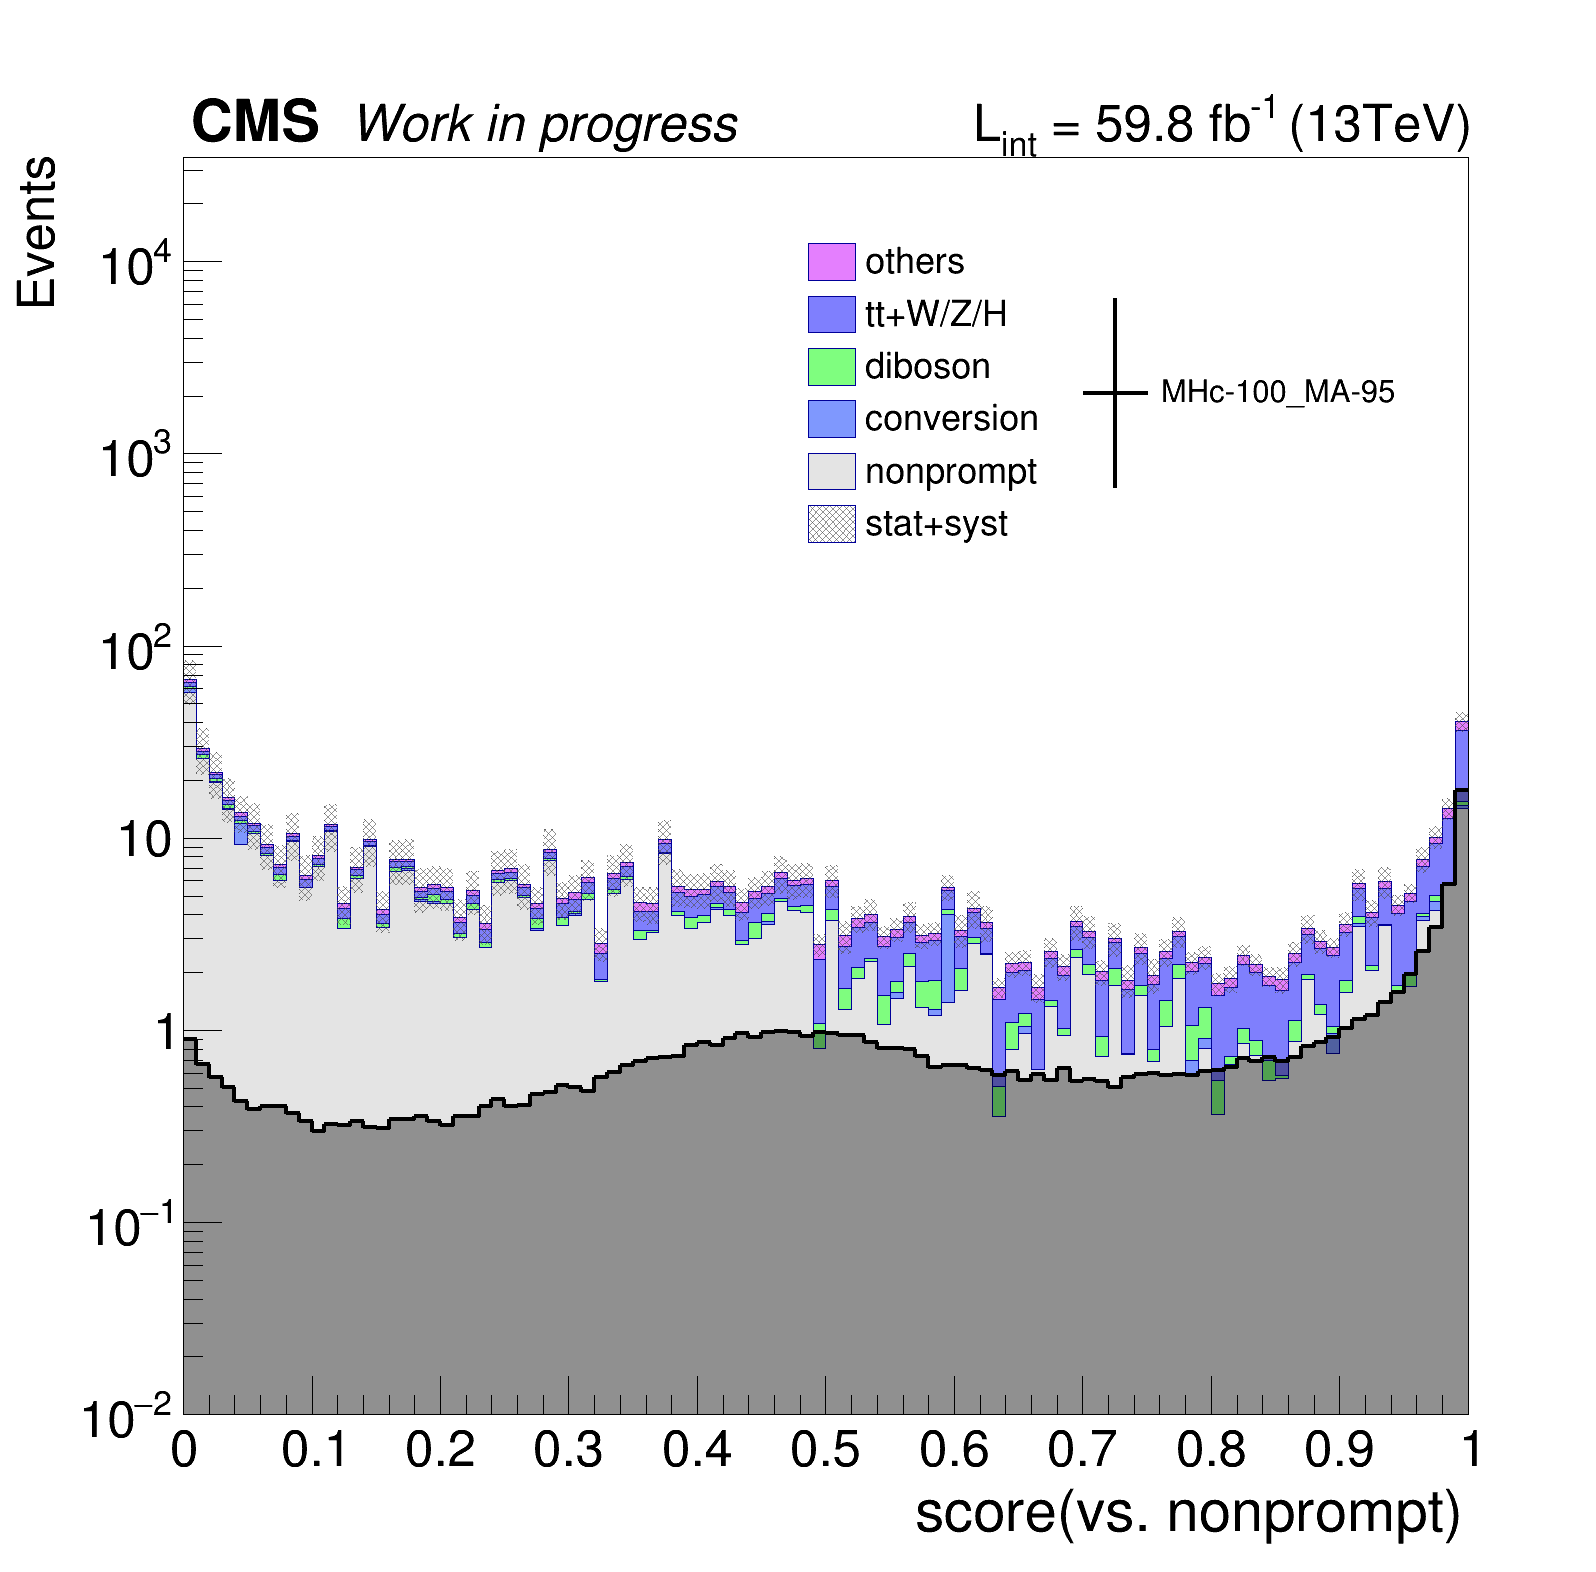 CMS Work in progress L_int = 59.8 fb^-1 (13TeV)
Events
10^4
10^3
10^2
10
1
10^−1
10^−2
others
tt+W/Z/H
diboson
conversion
nonprompt
stat+syst
MHc-100_MA-95
0 0.1 0.2 0.3 0.4 0.5 0.6 0.7 0.8 0.9 1
score(vs. nonprompt)